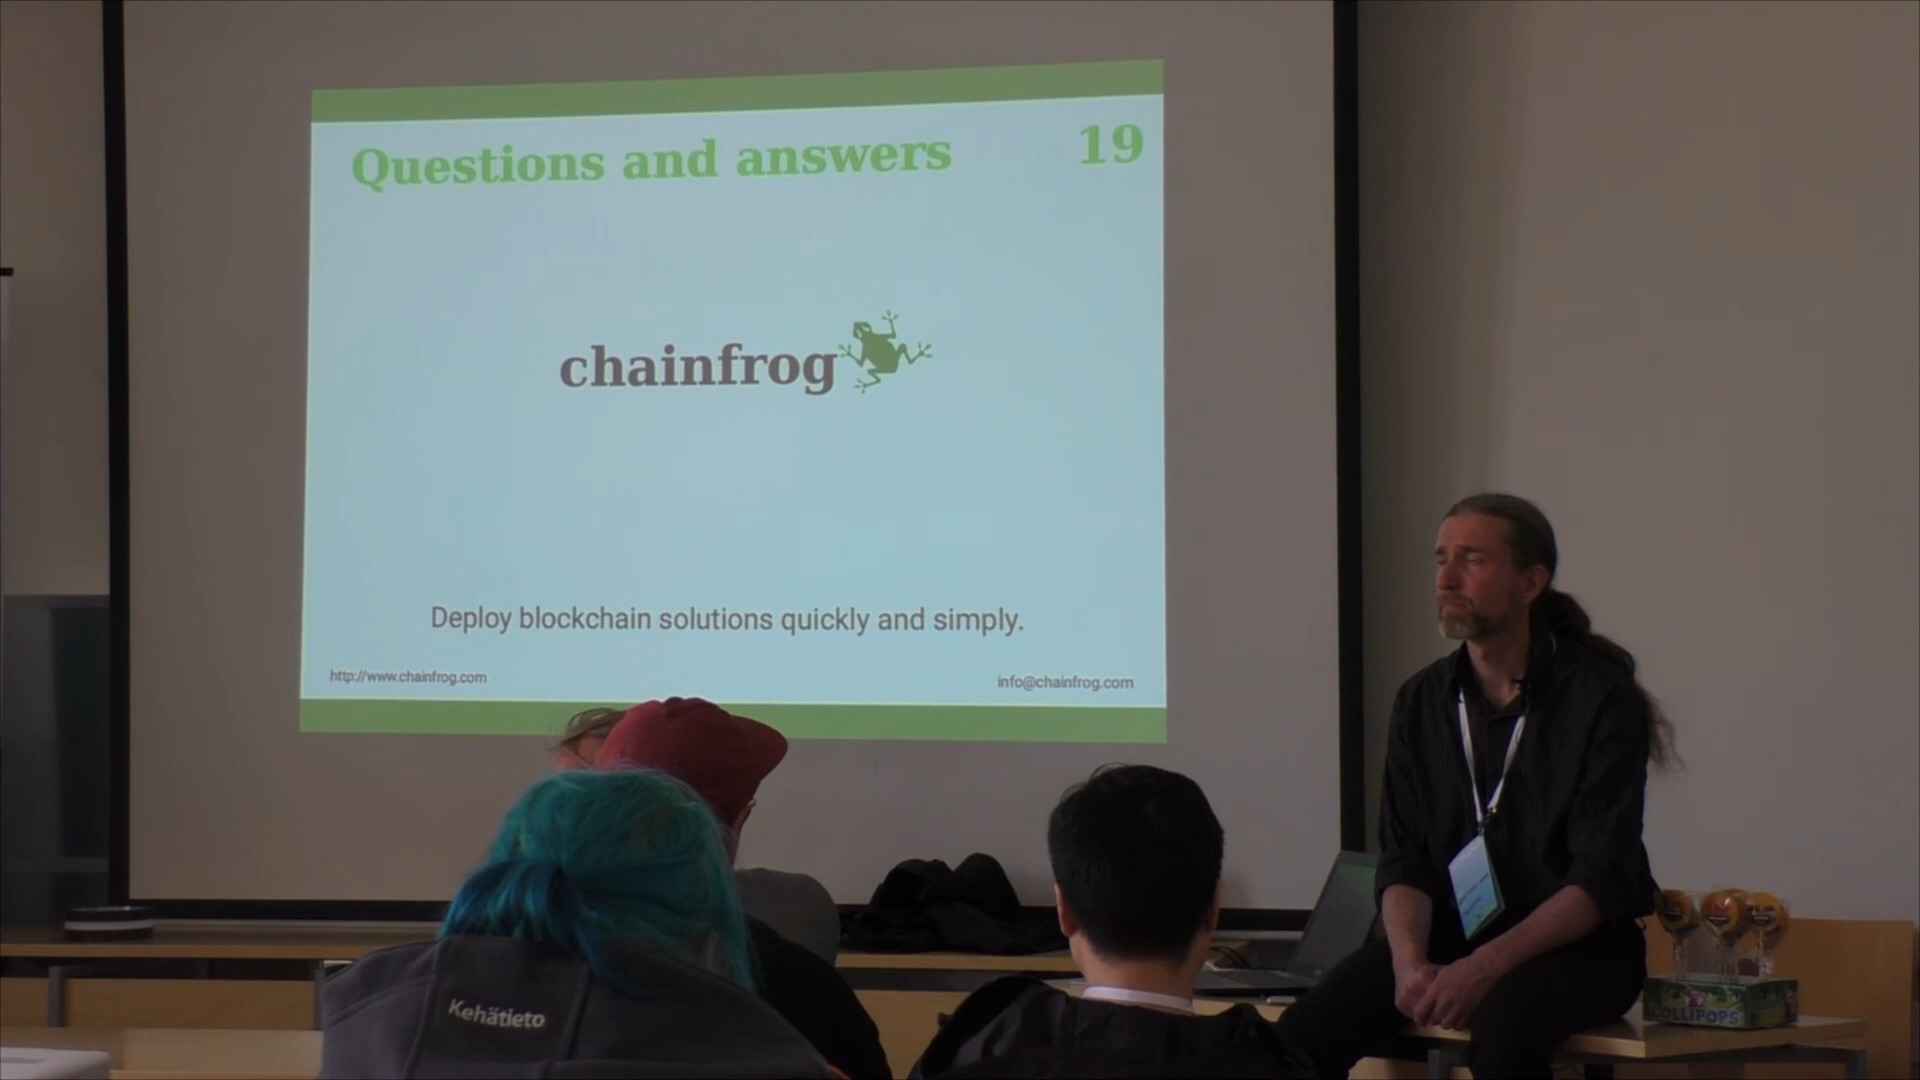 Questions and answers
19
chainfrog
Deploy blockchain solutions quickly and simply.
http://www.chainfrog.com
info@chainfrog.com
Kehätieto
LOLLIPOPS